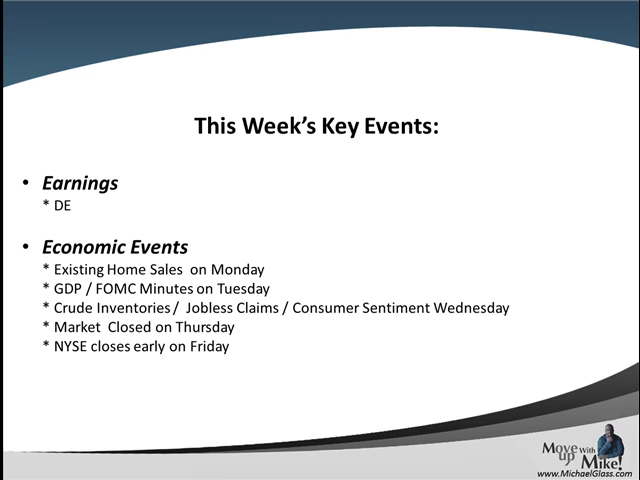 This Week's Key Events:
• Earnings
* DE
• Economic Events
* Existing Home Sales on Monday
* GDP / FOMC Minutes on Tuesday
* Crude Inventories / Jobless Claims / Consumer Sentiment Wednesday
* Market Closed on Thursday
* NYSE closes early on Friday
Move up With Mike!
www.MichaelGlass.com